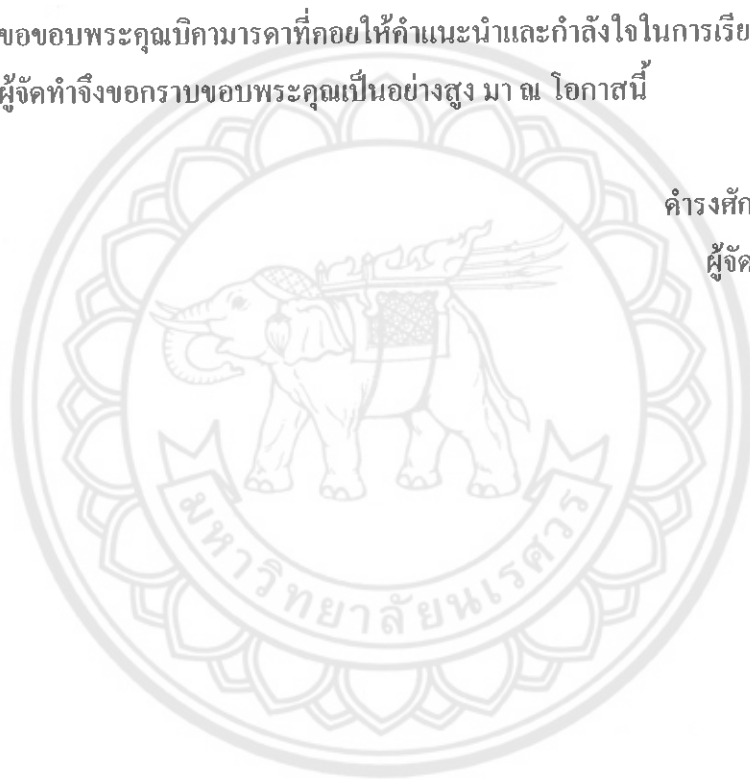 ขอขอบพระคุณบิดามารดาที่คอยให้คำแนะนำและกำลังใจในการเรีย
ผู้จัดทำจึงขอกราบขอบพระคุณเป็นอย่างสูง มา ณ โอกาสนี้
ดำรงศัก
ผู้จัด
มหาวิทยาลัยนเรศวร